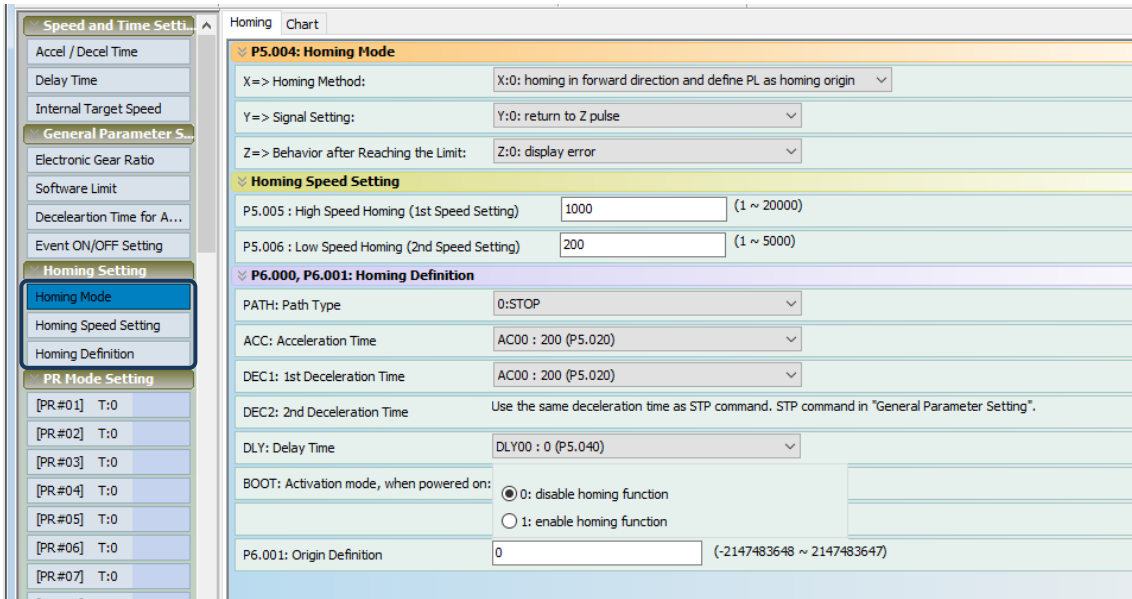 Speed and Time Setti...
Accel / Decel Time
Delay Time
Internal Target Speed
General Parameter S...
Electronic Gear Ratio
Software Limit
Deceleartion Time for A...
Event ON/OFF Setting
Homing Setting
Homing Mode
Homing Speed Setting
Homing Definition
PR Mode Setting
[PR#01] T:0
[PR#02] T:0
[PR#03] T:0
[PR#04] T:0
[PR#05] T:0
[PR#06] T:0
[PR#07] T:0
Homing Chart
P5.004: Homing Mode
X=> Homing Method: X:0: homing in forward direction and define PL as homing origin
Y=> Signal Setting: Y:0: return to Z pulse
Z=> Behavior after Reaching the Limit: Z:0: display error
Homing Speed Setting
P5.005 : High Speed Homing (1st Speed Setting) 1000 (1 ~ 20000)
P5.006 : Low Speed Homing (2nd Speed Setting) 200 (1 ~ 5000)
P6.000, P6.001: Homing Definition
PATH: Path Type 0:STOP
ACC: Acceleration Time AC00 : 200 (P5.020)
DEC1: 1st Deceleration Time AC00 : 200 (P5.020)
DEC2: 2nd Deceleration Time Use the same deceleration time as STP command. STP command in "General Parameter Setting".
DLY: Delay Time DLY00 : 0 (P5.040)
BOOT: Activation mode, when powered on: 0: disable homing function
1: enable homing function
P6.001: Origin Definition 0 (-2147483648 ~ 2147483647)